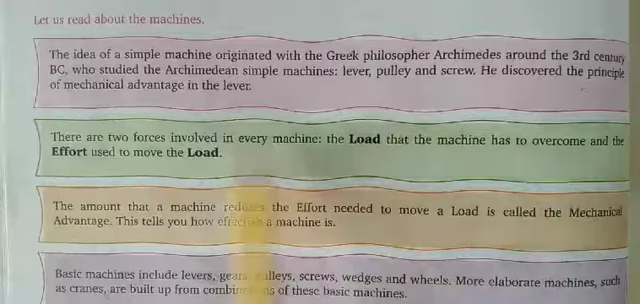 Let us read about the machines.
The idea of a simple machine originated with the Greek philosopher Archimedes around the 3rd century
BC, who studied the Archimedean simple machines: lever, pulley and screw. He discovered the principle
of mechanical advantage in the lever.
There are two forces involved in every machine: the Load that the machine has to overcome and the
Effort used to move the Load.
The amount that a machine reduces the Effort needed to move a Load is called the Mechanical
Advantage. This tells you how effective a machine is.
Basic machines include levers, gears, pulleys, screws, wedges and wheels. More elaborate machines, such
as cranes, are built up from combinations of these basic machines.